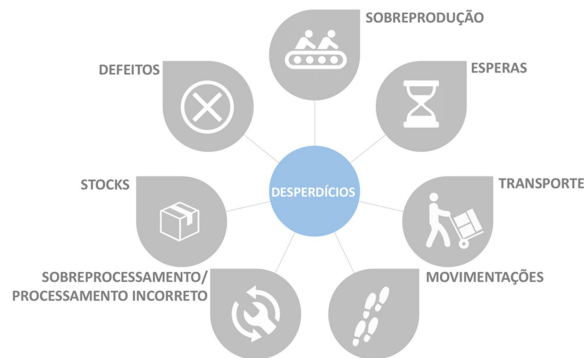 SOBREPRODUÇÃO
DEFEITOS
ESPERAS
DESPERDÍCIOS
STOCKS
TRANSPORTE
SOBREPROCESSAMENTO/
PROCESSAMENTO INCORRETO
MOVIMENTAÇÕES